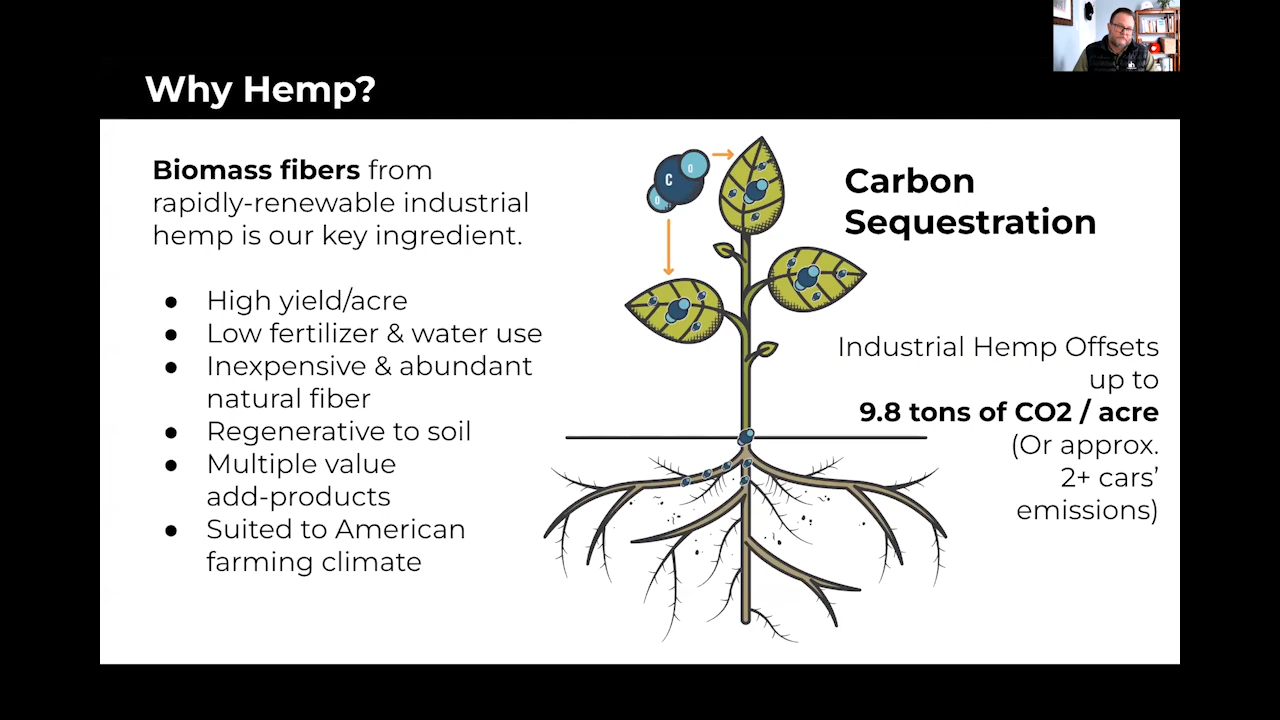 Why Hemp?
Biomass fibers from
rapidly-renewable industrial
hemp is our key ingredient.
● High yield/acre
● Low fertilizer & water use
● Inexpensive & abundant
natural fiber
● Regenerative to soil
● Multiple value
add-products
● Suited to American
farming climate
O
C
O
Carbon
Sequestration
Industrial Hemp Offsets
up to
9.8 tons of CO2 / acre
(Or approx.
2+ cars’
emissions)